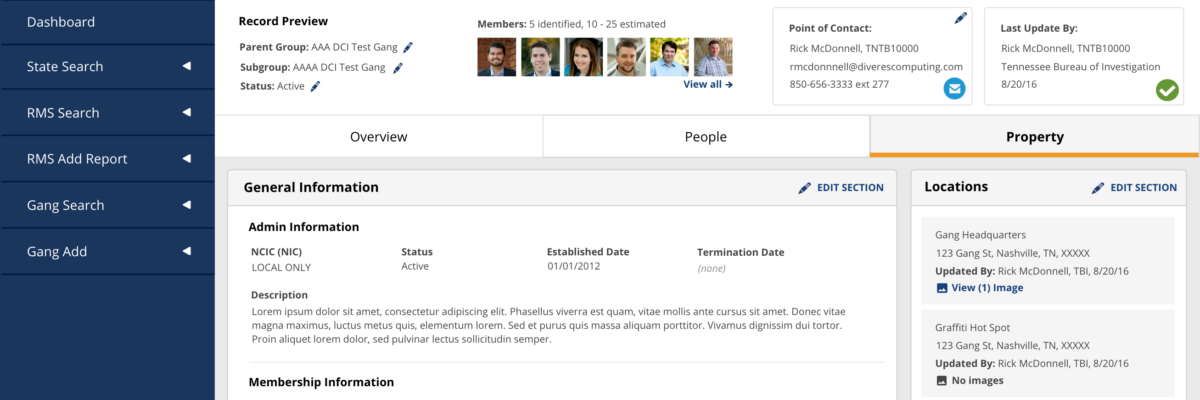 Dashboard
State Search
RMS Search
RMS Add Report
Gang Search
Gang Add
Record Preview
Parent Group: AAA DCI Test Gang
Subgroup: AAAA DCI Test Gang
Status: Active
Members: 5 identified, 10 - 25 estimated
View all →
Point of Contact:
Rick McDonnell, TNTB10000
rmcdonnnell@diverescomputing.com
850-656-3333 ext 277
Last Update By:
Rick McDonnell, TNTB10000
Tennessee Bureau of Investigation
8/20/16
Overview
People
Property
General Information
EDIT SECTION
Admin Information
NCIC (NIC)
LOCAL ONLY
Status
Active
Established Date
01/01/2012
Termination Date
(none)
Description
Lorem ipsum dolor sit amet, consectetur adipiscing elit. Phasellus viverra est quam, vitae mollis ante cursus sit amet. Donec vitae
magna maximus, luctus metus quis, elementum lorem. Sed et purus quis massa aliquam porttitor. Vivamus dignissim dui tortor.
Proin aliquet lorem dolor, sed pulvinar lectus sollicitudin semper.
Membership Information
Locations
EDIT SECTION
Gang Headquarters
123 Gang St, Nashville, TN, XXXXX
Updated By: Rick McDonnell, TBI, 8/20/16
View (1) Image
Graffiti Hot Spot
123 Gang St, Nashville, TN, XXXXX
Updated By: Rick McDonnell, TBI, 8/20/16
No images